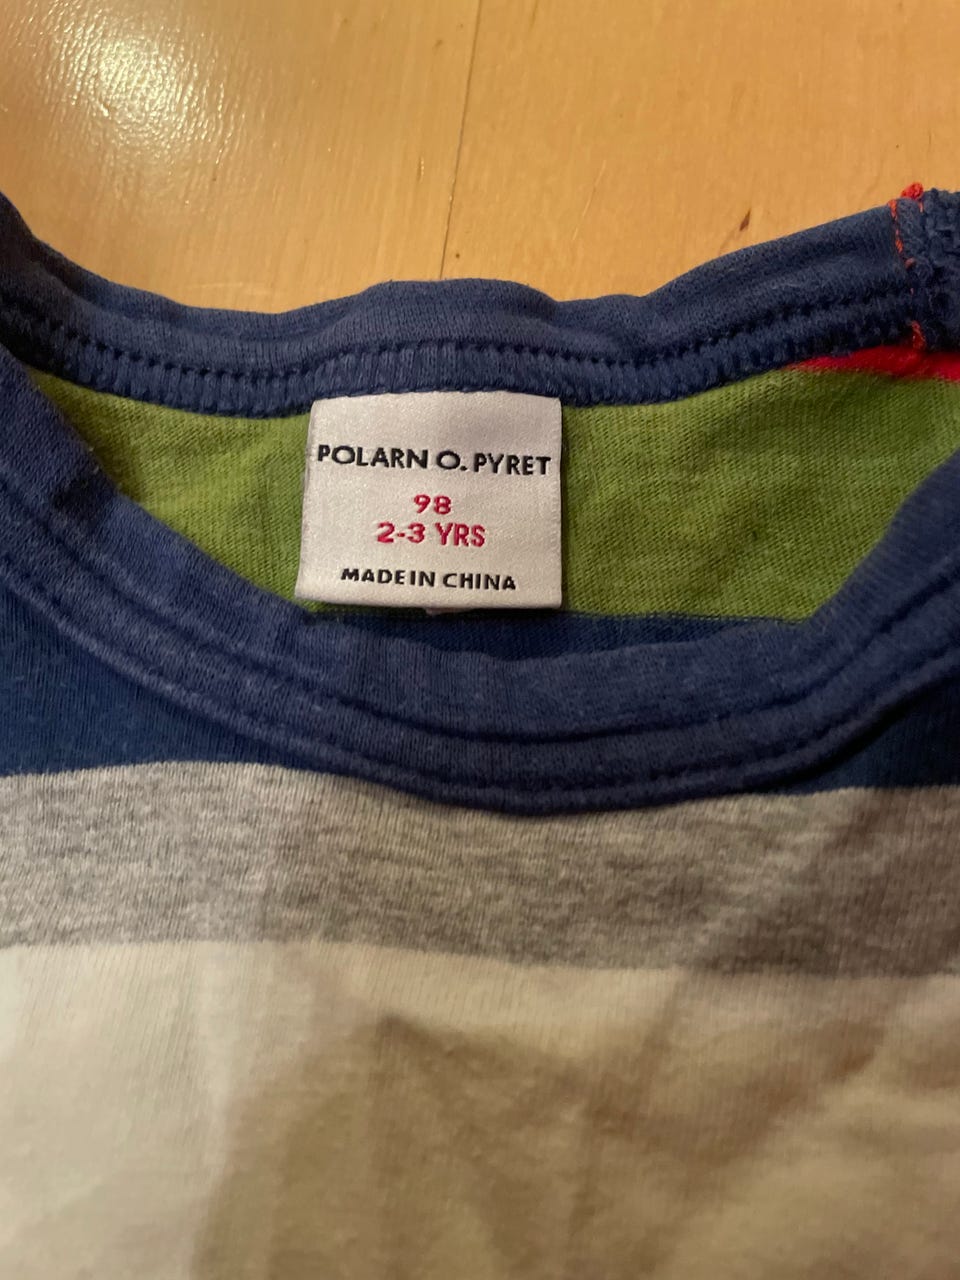 POLARN O. PYRET
98
2-3 YRS
MADE IN CHINA